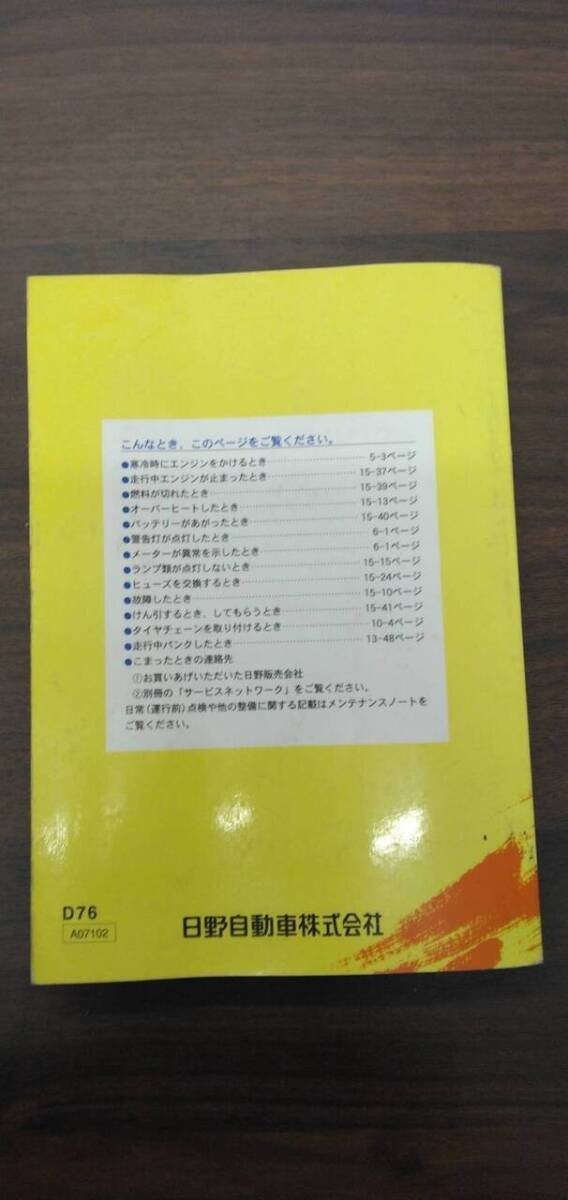 こんなとき、このページをご覧ください。
●寒冷時にエンジンをかけるとき 5-3ページ
●走行中エンジンが止まったとき 15-37ページ
●燃料が切れたとき 15-39ページ
●オーバーヒートしたとき 15-13ページ
●バッテリーがあがったとき 15-40ページ
●警告灯が点灯したとき 6-1ページ
●メーターが異常を示したとき 6-1ページ
●ランプ類が点灯しないとき 15-15ページ
●ヒューズを交換するとき 15-24ページ
●故障したとき 15-10ページ
●けん引するとき、してもらうとき 15-41ページ
●タイヤチェーンを取り付けるとき 10-4ページ
●走行中パンクしたとき 13-48ページ
●こまったときの連絡先
①お買いあげいただいた日野販売会社
②別冊の「サービスネットワーク」をご覧ください。
日常(運行前)点検や他の整備に関する記載はメンテナンスノートを
ご覧ください。
D76
A07102
日野自動車株式会社